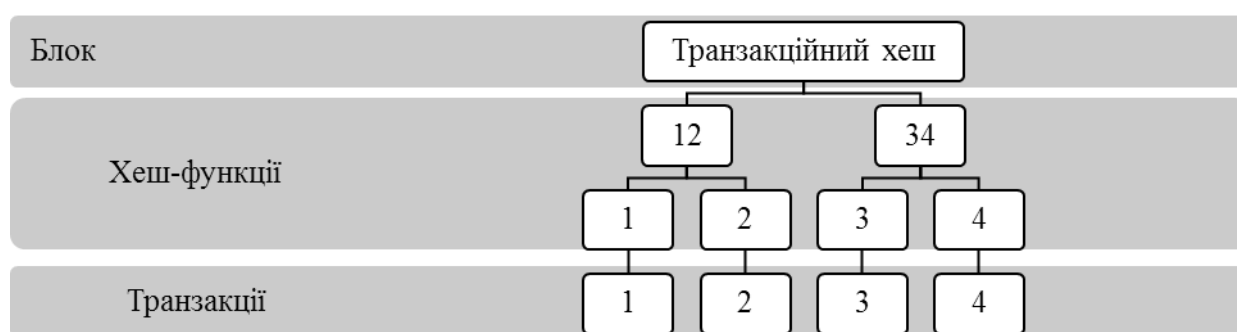 Блок
Транзакційний хеш
12 34
Хеш-функції
1 2 3 4
Транзакції
1 2 3 4